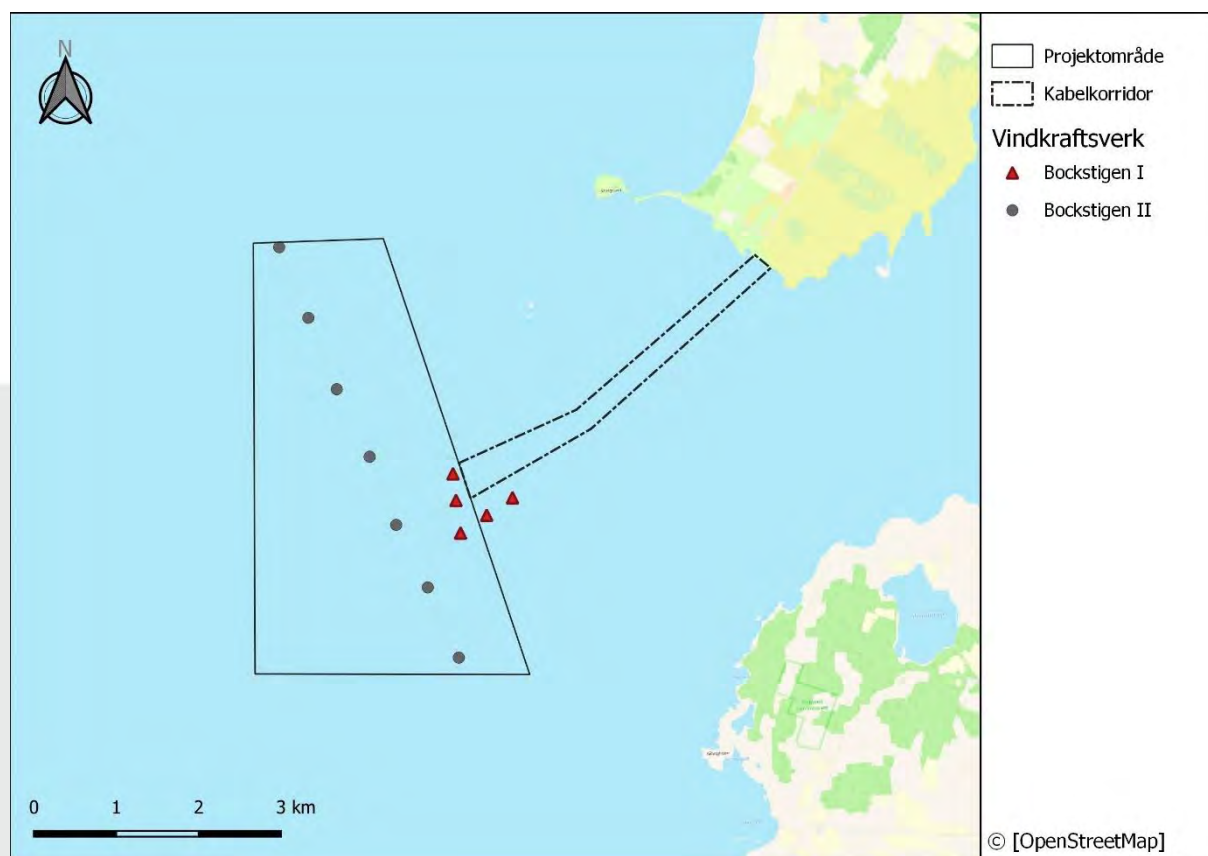 N
Projektområde
Kabelkorridor
Vindkraftsverk
Bockstigen I
Bockstigen II
0 1 2 3 km
© [OpenStreetMap]